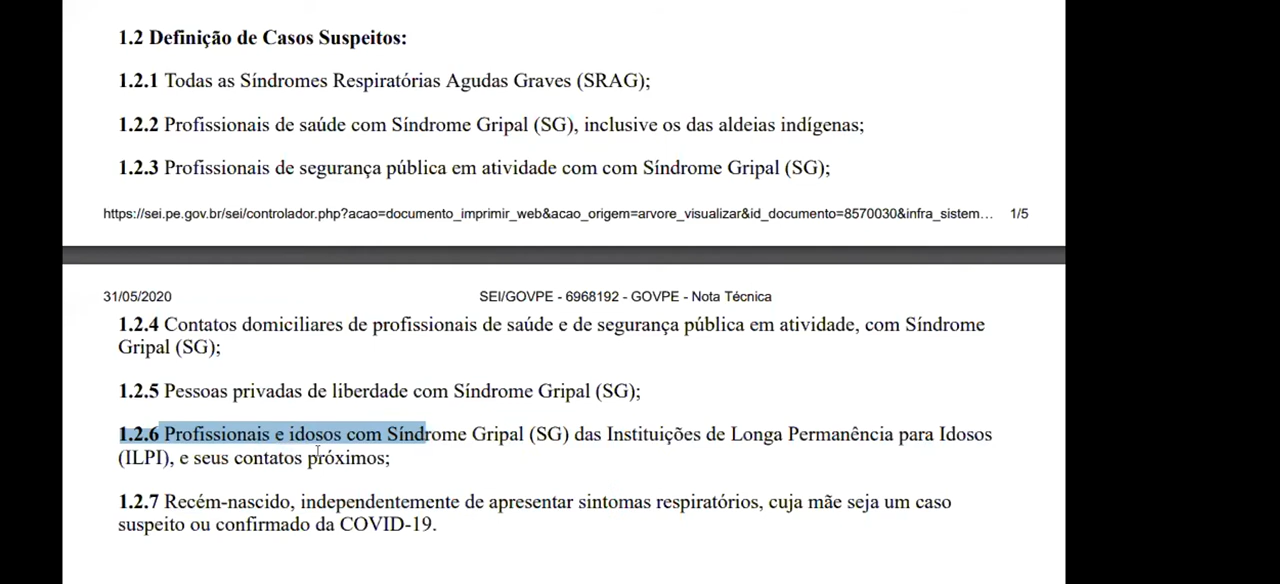 1.2 Definição de Casos Suspeitos:
1.2.1 Todas as Síndromes Respiratórias Agudas Graves (SRAG);
1.2.2 Profissionais de saúde com Síndrome Gripal (SG), inclusive os das aldeias indígenas;
1.2.3 Profissionais de segurança pública em atividade com com Síndrome Gripal (SG);
https://sei.pe.gov.br/sei/controlador.php?acao=documento_imprimir_web&acao_origem=arvore_visualizar&id_documento=8570030&infra_sistem… 1/5
31/05/2020 SEI/GOVPE - 6968192 - GOVPE - Nota Técnica
1.2.4 Contatos domiciliares de profissionais de saúde e de segurança pública em atividade, com Síndrome
Gripal (SG);
1.2.5 Pessoas privadas de liberdade com Síndrome Gripal (SG);
1.2.6 Profissionais e idosos com Síndrome Gripal (SG) das Instituições de Longa Permanência para Idosos
(ILPI), e seus contatos próximos;
1.2.7 Recém-nascido, independentemente de apresentar sintomas respiratórios, cuja mãe seja um caso
suspeito ou confirmado da COVID-19.